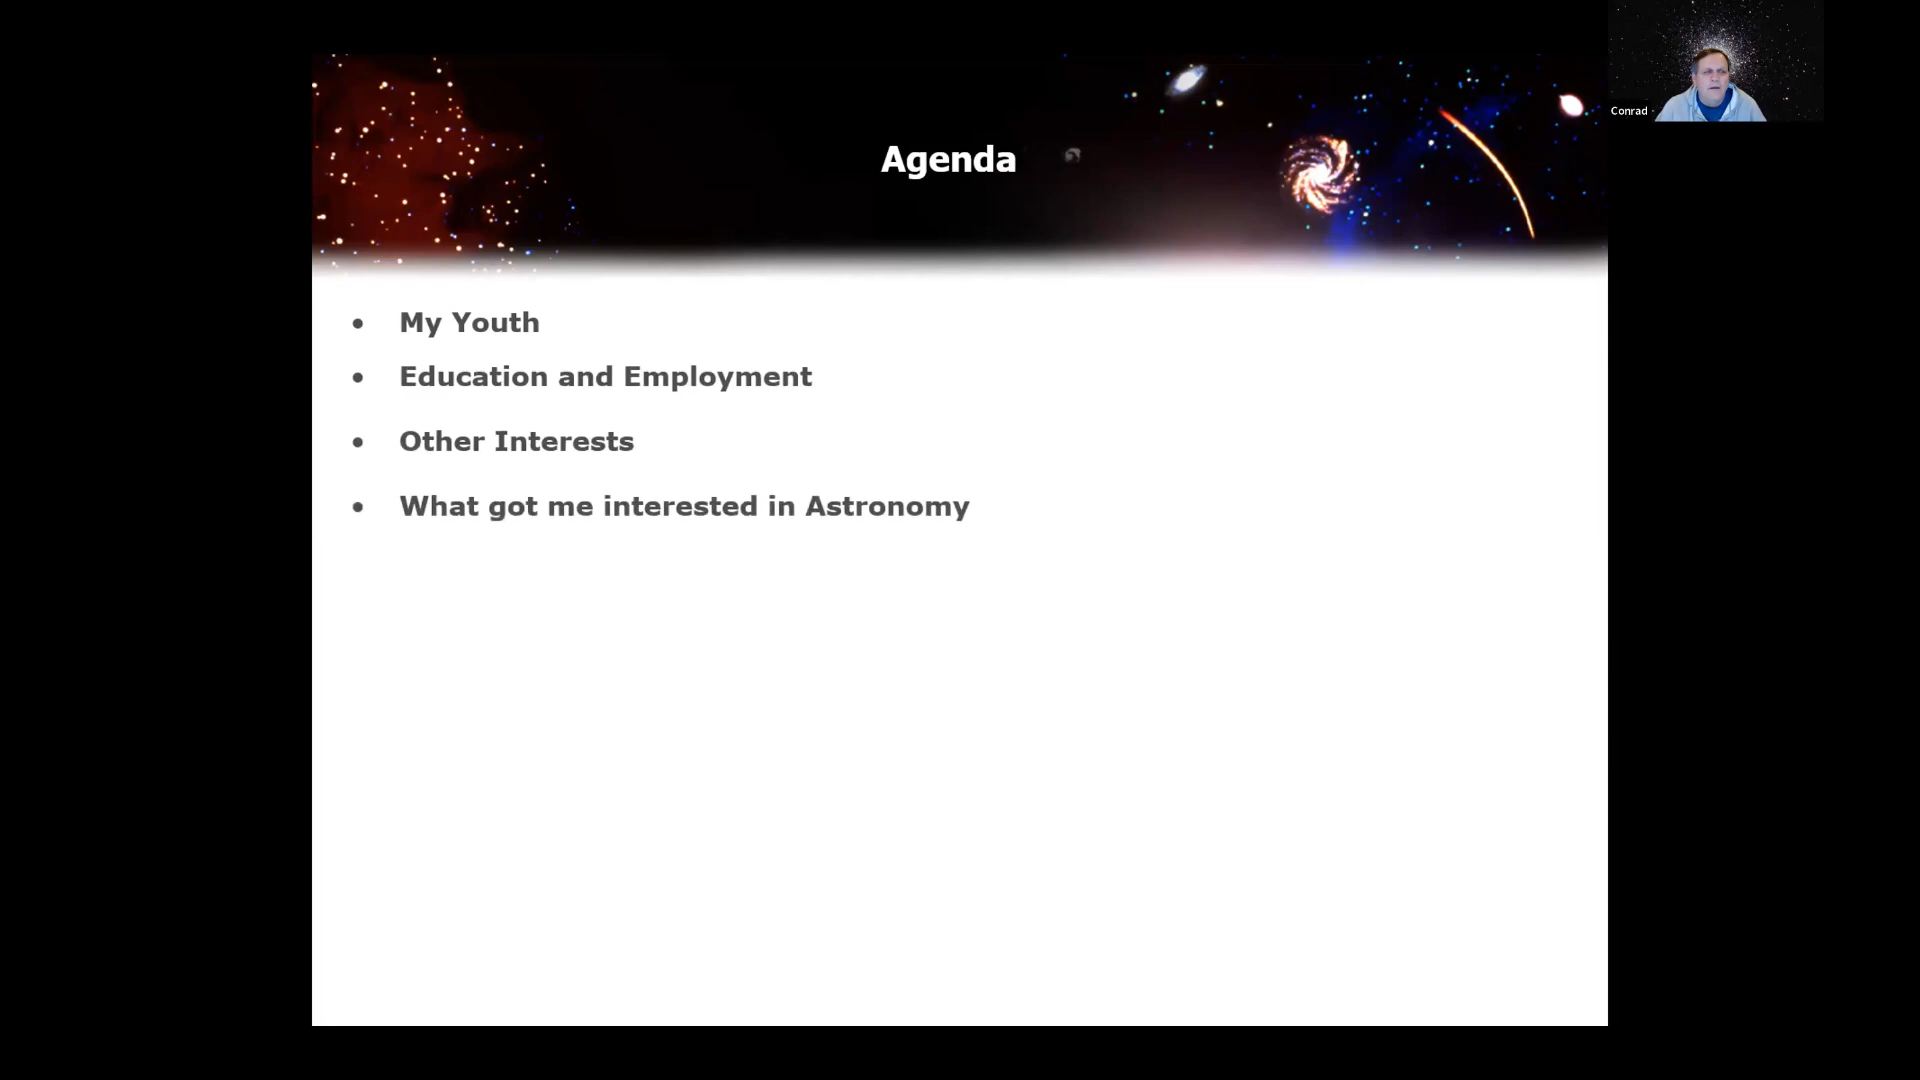 Agenda
Conrad
• My Youth
• Education and Employment
• Other Interests
• What got me interested in Astronomy